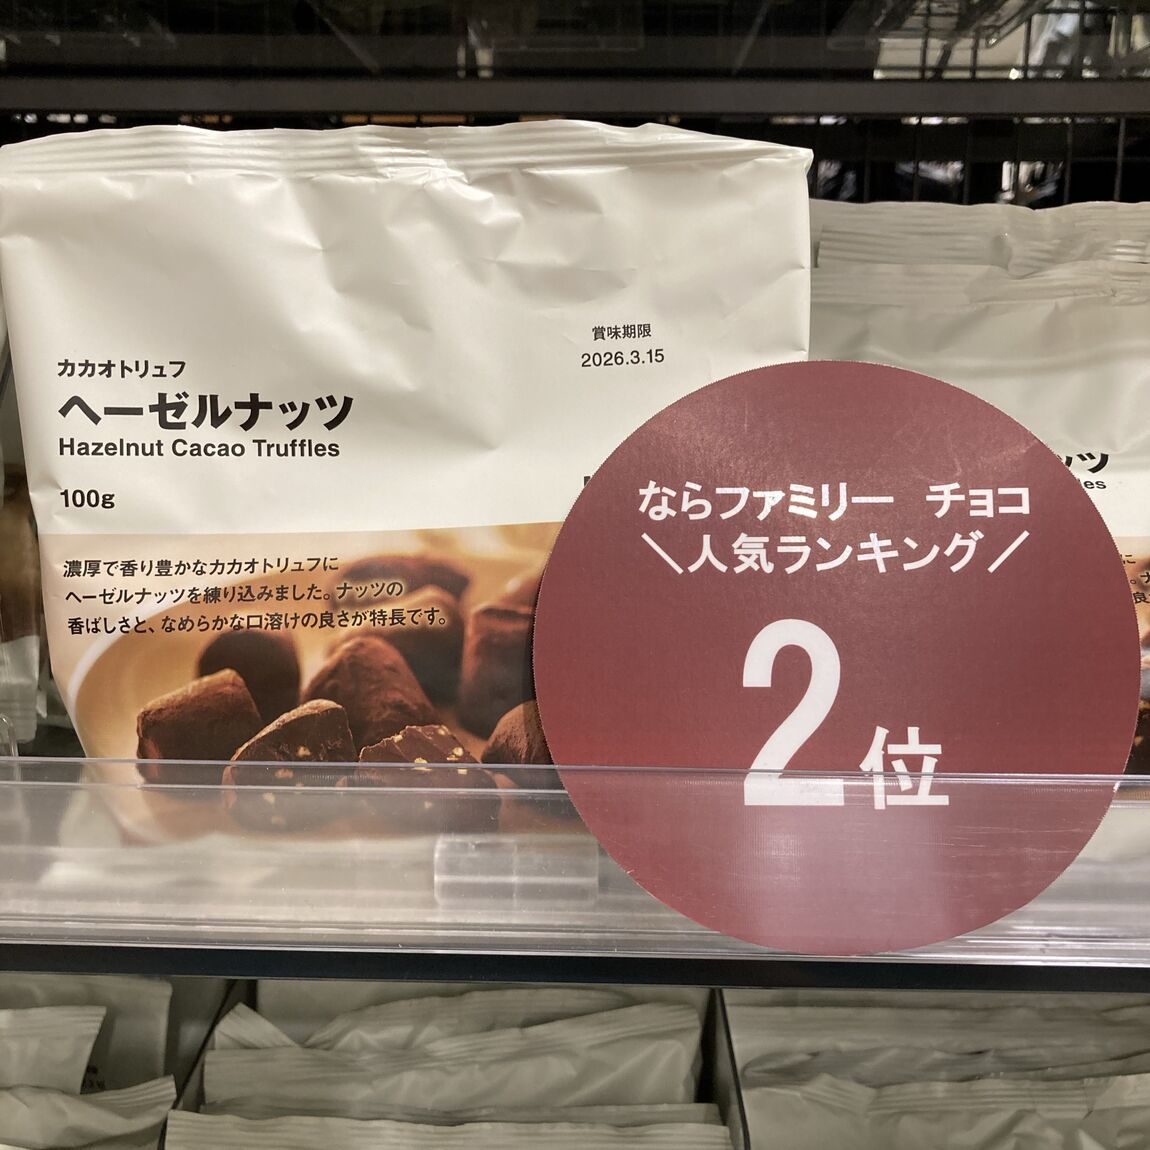 カカオトリュフ
ヘーゼルナッツ
Hazelnut Cacao Truffles
100g
賞味期限
2026.3.15
濃厚で香り豊かなカカオトリュフに
ヘーゼルナッツを練り込みました。ナッツの
香ばしさと、なめらかな口溶けの良さが特長です。
ならファミリー チョコ
＼人気ランキング／
2位
ッツ
les